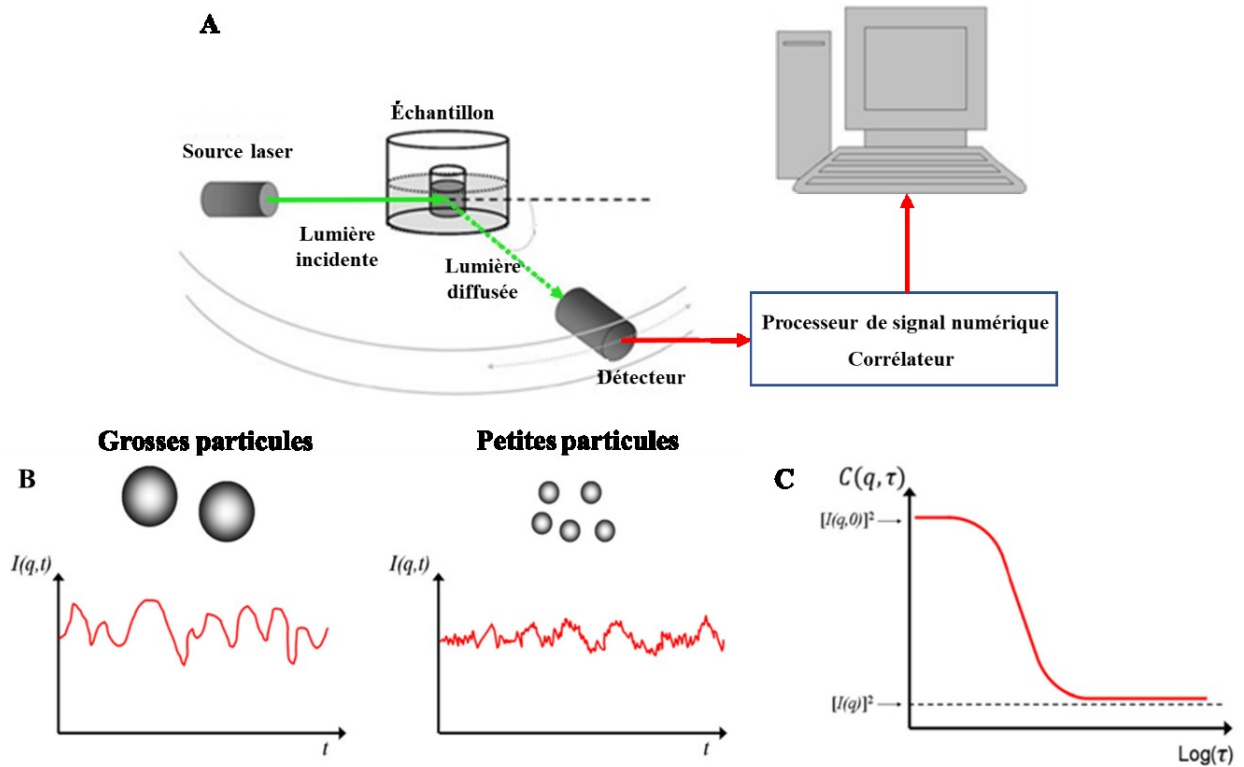 A
Échantillon
Source laser
Lumière
incidente
Lumière
diffusée
Détecteur
Processeur de signal numérique
Corrélateur
Grosses particules
Petites particules
B
I(q,t)
t
I(q,t)
t
C
C(q,τ)
[I(q,0)]²
[I(q)]²
Log(τ)